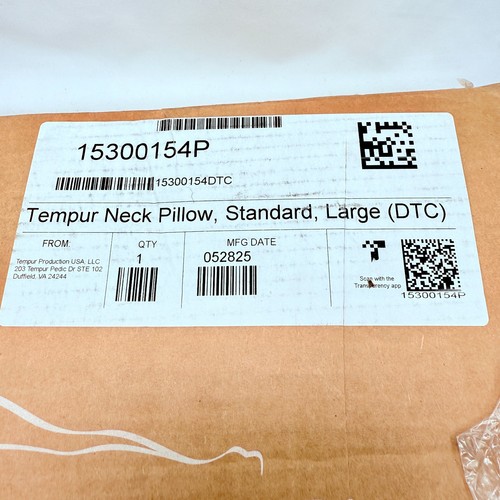 15300154P
15300154DTC
Tempur Neck Pillow, Standard, Large (DTC)
FROM:
Tempur Production USA, LLC
203 Tempur Pedic Dr STE 102
Duffield, VA 24244
QTY
1
MFG DATE
052825
Scan with the
Transparency app
15300154P